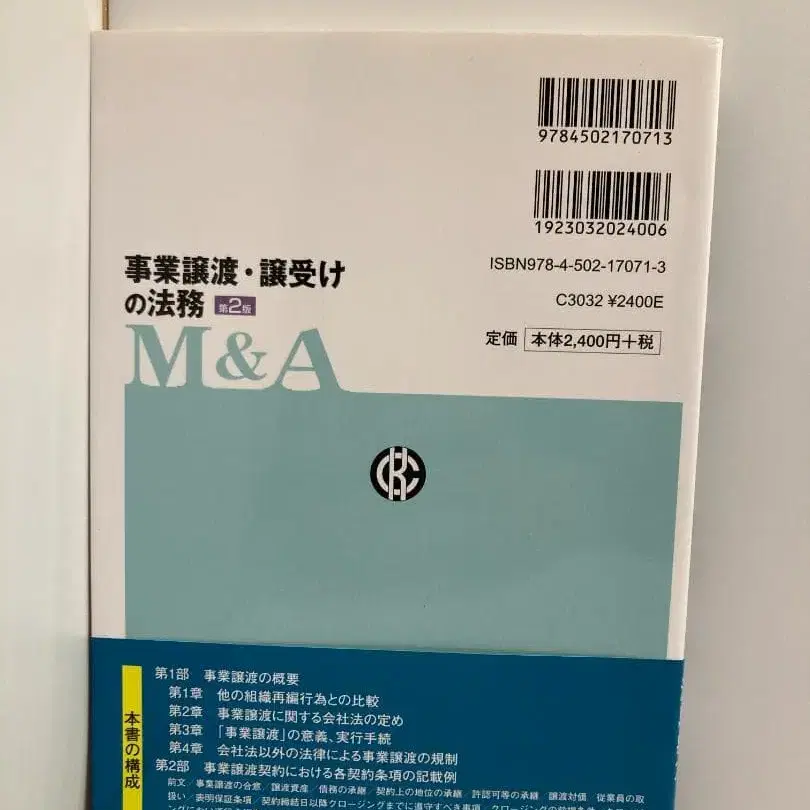 9784502170713
1923032024006
ISBN978-4-502-17071-3
C3032 ¥2400E
定価 本体2,400円+税
事業譲渡・譲受け
の法務 第2版
M&A
本書の構成
第1部 事業譲渡の概要
第1章 他の組織再編行為との比較
第2章 事業譲渡に関する会社法の定め
第3章 「事業譲渡」の意義、実行手続
第4章 会社法以外の法律による事業譲渡の規制
第2部 事業譲渡契約における各契約条項の記載例
前文/事業譲渡の合意/譲渡資産/債務の承継/契約上の地位の承継/許認可等の承継/譲渡対価/従業員の取
扱い/表明保証条項/契約締結日以降クロージングまでに遵守すべき事項/クロージングの前提条件